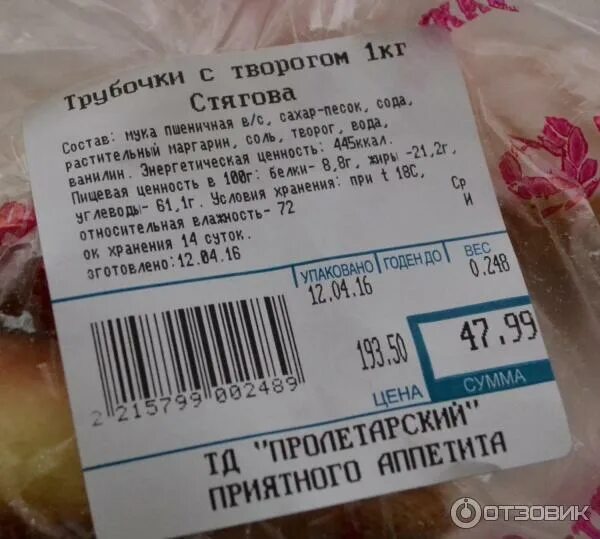 Трубочки с творогом 1кг
Стягова
Состав: мука пшеничная в/с, сахар-песок, сода,
растительный маргарин, соль, творог, вода,
ванилин. Энергетическая ценность: 445ккал.
Пищевая ценность в 100г: белки- 8,8г, жиры -21,2г,
углеводы- 61,1г. Условия хранения: при t 18С,
относительная влажность- 72
Ср
ок хранения 14 суток.
И
зготовлено:12.04.16
УПАКОВАНО ГОДЕН ДО ВЕС
12.04.16 0.248
193.50 47.99
ЦЕНА СУММА
2 215799 002489
ТД "ПРОЛЕТАРСКИЙ"
ПРИЯТНОГО АППЕТИТА
ОТЗОВИК